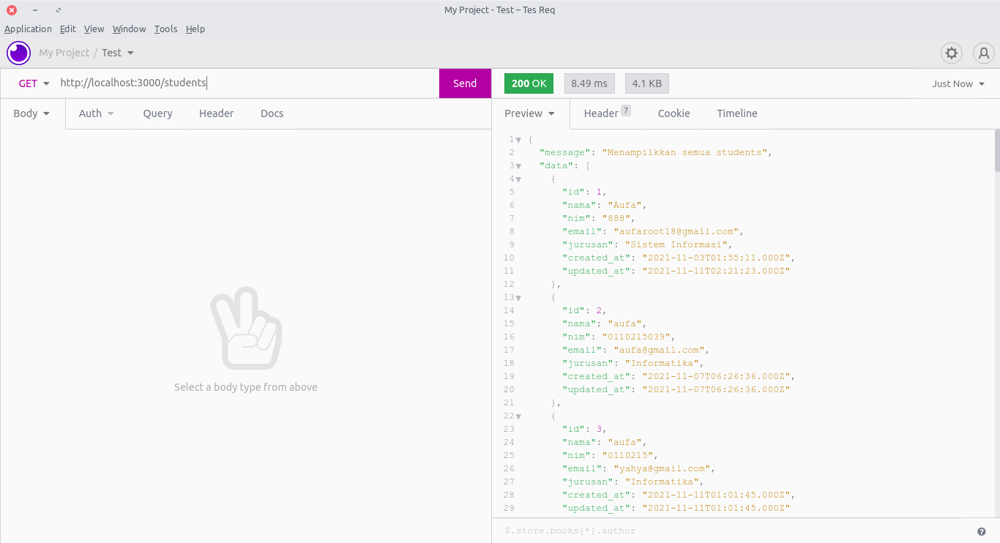 My Project - Test – Tes Req
Application Edit View Window Tools Help
My Project / Test
GET http://localhost:3000/students Send
200 OK 8.49 ms 4.1 KB Just Now
Body Auth Query Header Docs
Preview Header 7 Cookie Timeline
Select a body type from above
1 {
2 "message": "Menampilkkan semua students",
3 "data": [
4 {
5 "id": 1,
6 "nama": "Aufa",
7 "nim": "888",
8 "email": "aufaroot18@gmail.com",
9 "jurusan": "Sistem Informasi",
10 "created_at": "2021-11-03T01:55:11.000Z",
11 "updated_at": "2021-11-11T02:21:23.000Z"
12 },
13 {
14 "id": 2,
15 "nama": "aufa",
16 "nim": "0110215039",
17 "email": "aufa@gmail.com",
18 "jurusan": "Informatika",
19 "created_at": "2021-11-07T06:26:36.000Z",
20 "updated_at": "2021-11-07T06:26:36.000Z"
21 },
22 {
23 "id": 3,
24 "nama": "aufa",
25 "nim": "0110215",
26 "email": "yahya@gmail.com",
27 "jurusan": "Informatika",
28 "created_at": "2021-11-11T01:01:45.000Z",
29 "updated_at": "2021-11-11T01:01:45.000Z"
$.store.books[*].author